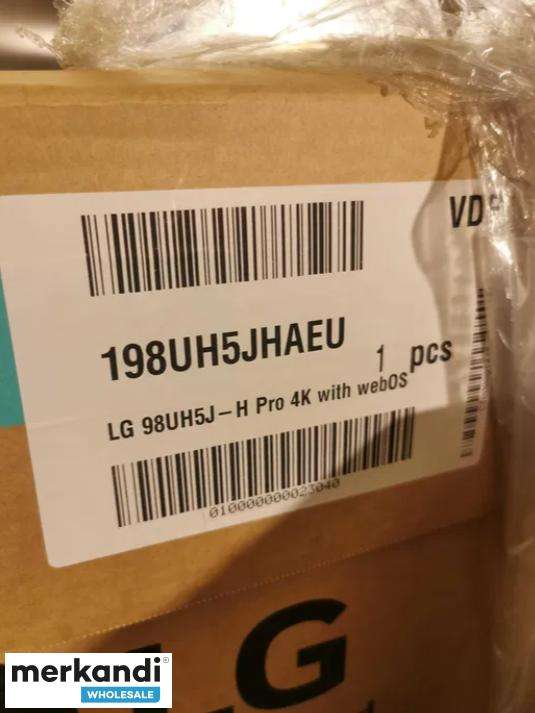 VD
198UH5JHAEU
1 pcs
LG 98UH5J-H Pro 4K with webOS
010000000023040
LG
merkandi®
WHOLESALE